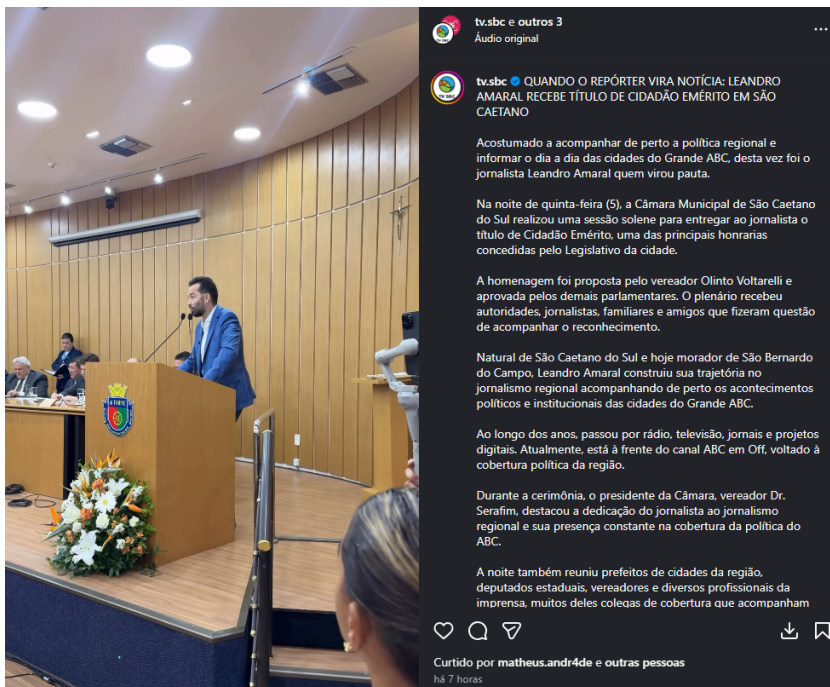 tv.sbc e outros 3
Áudio original
tv.sbc QUANDO O REPÓRTER VIRA NOTÍCIA: LEANDRO
AMARAL RECEBE TÍTULO DE CIDADÃO EMÉRITO EM SÃO
CAETANO
Acostumado a acompanhar de perto a política regional e
informar o dia a dia das cidades do Grande ABC, desta vez foi o
jornalista Leandro Amaral quem virou pauta.
Na noite de quinta-feira (5), a Câmara Municipal de São Caetano
do Sul realizou uma sessão solene para entregar ao jornalista o
título de Cidadão Emérito, uma das principais honrarias
concedidas pelo Legislativo da cidade.
A homenagem foi proposta pelo vereador Olinto Voltarelli e
aprovada pelos demais parlamentares. O plenário recebeu
autoridades, jornalistas, familiares e amigos que fizeram questão
de acompanhar o reconhecimento.
Natural de São Caetano do Sul e hoje morador de São Bernardo
do Campo, Leandro Amaral construiu sua trajetória no
jornalismo regional acompanhando de perto os acontecimentos
políticos e institucionais das cidades do Grande ABC.
Ao longo dos anos, passou por rádio, televisão, jornais e projetos
digitais. Atualmente, está à frente do canal ABC em Off, voltado à
cobertura política da região.
Durante a cerimônia, o presidente da Câmara, vereador Dr.
Serafim, destacou a dedicação do jornalista ao jornalismo
regional e sua presença constante na cobertura da política do
ABC.
A noite também reuniu prefeitos de cidades da região,
deputados estaduais, vereadores e diversos profissionais da
imprensa, muitos deles colegas de cobertura que acompanham
Curtido por matheus.andr4de e outras pessoas
há 7 horas